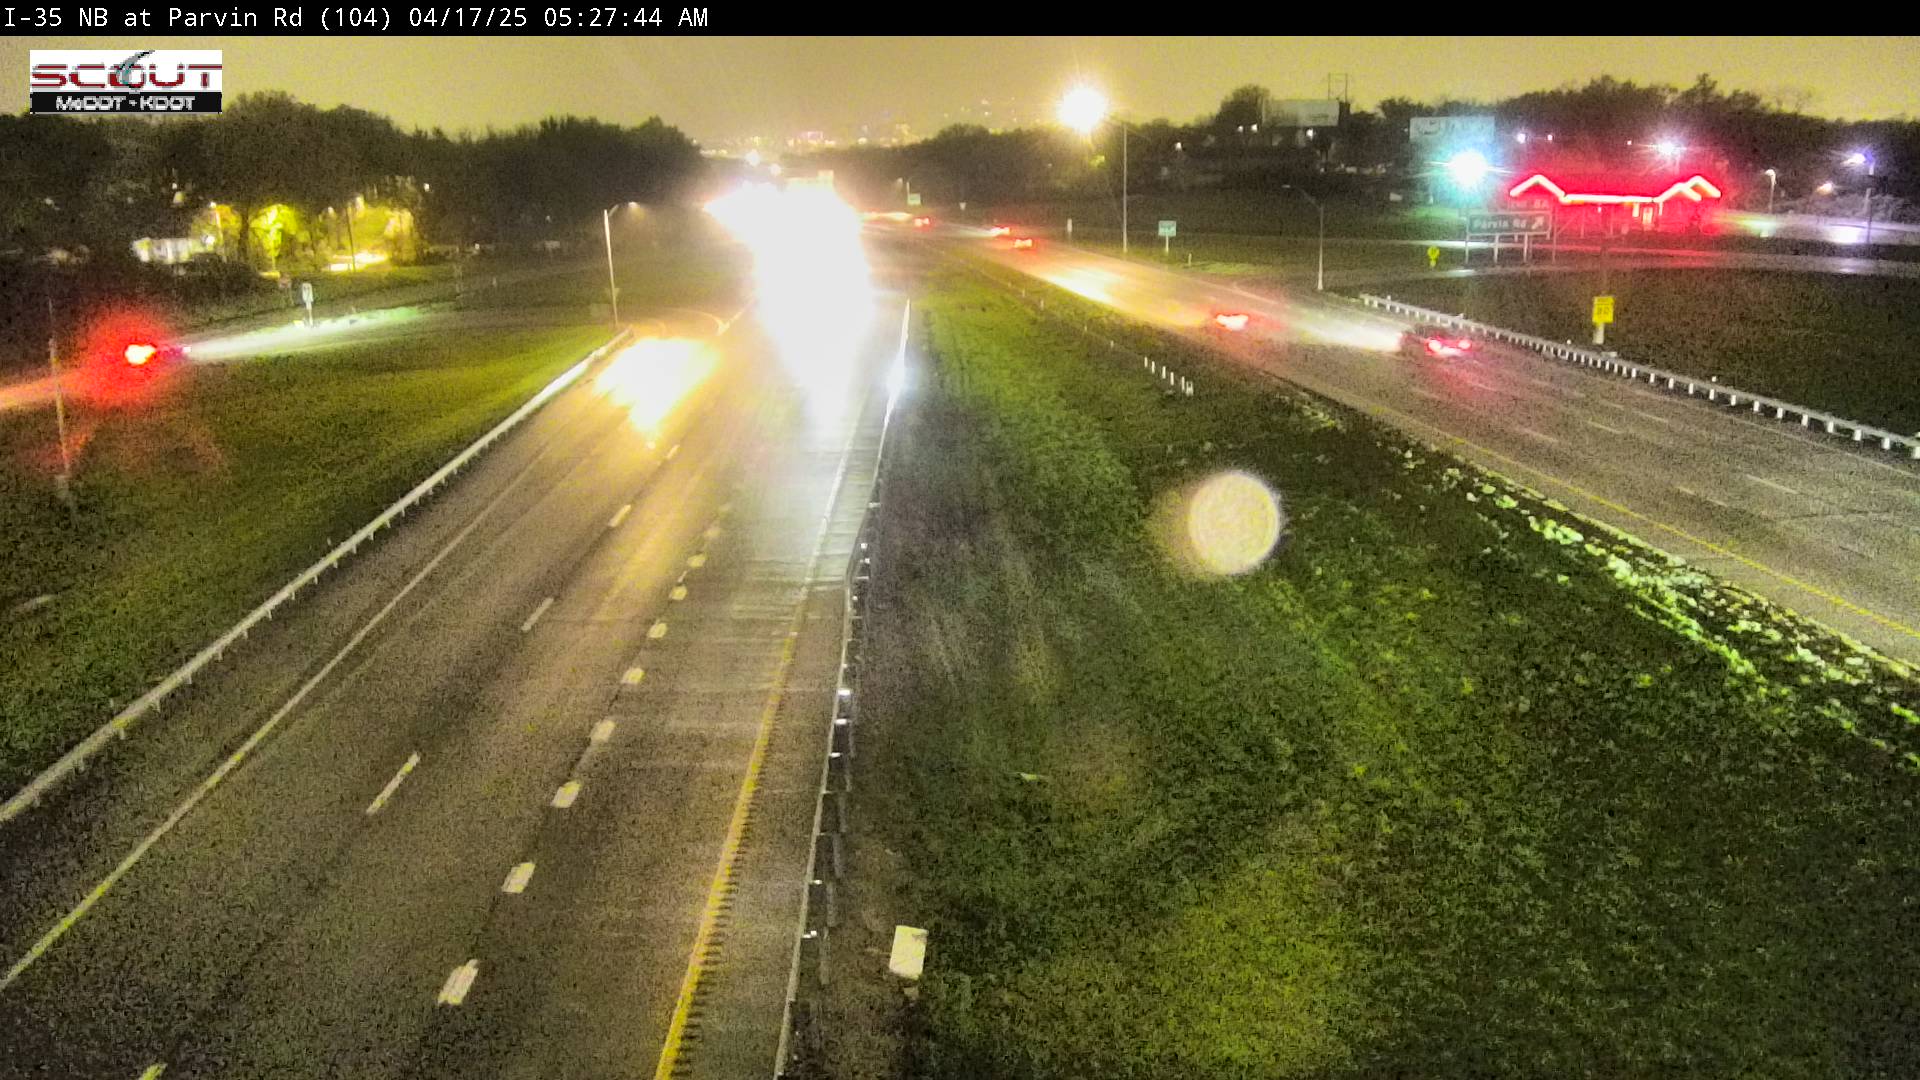 I-35 NB at Parvin Rd (104) 04/17/25 05:27:44 AM
SCOUT
MoDOT - KDOT
Parvin Rd